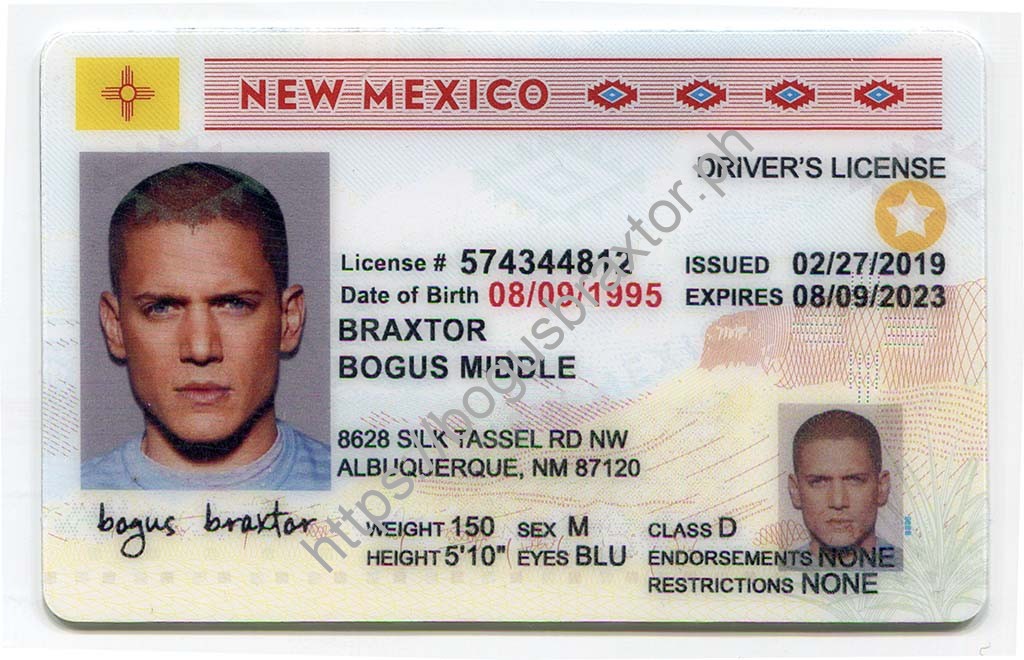 NEW MEXICO
DRIVER'S LICENSE
License # 574344812 ISSUED 02/27/2019
Date of Birth 08/09/1995 EXPIRES 08/09/2023
BRAXTOR
BOGUS MIDDLE
8628 SILK TASSEL RD NW
ALBUQUERQUE, NM 87120
bogus braxtor
WEIGHT 150 SEX M CLASS D
HEIGHT 5'10" EYES BLU ENDORSEMENTS NONE
RESTRICTIONS NONE
https://bogusbraxtor.ph